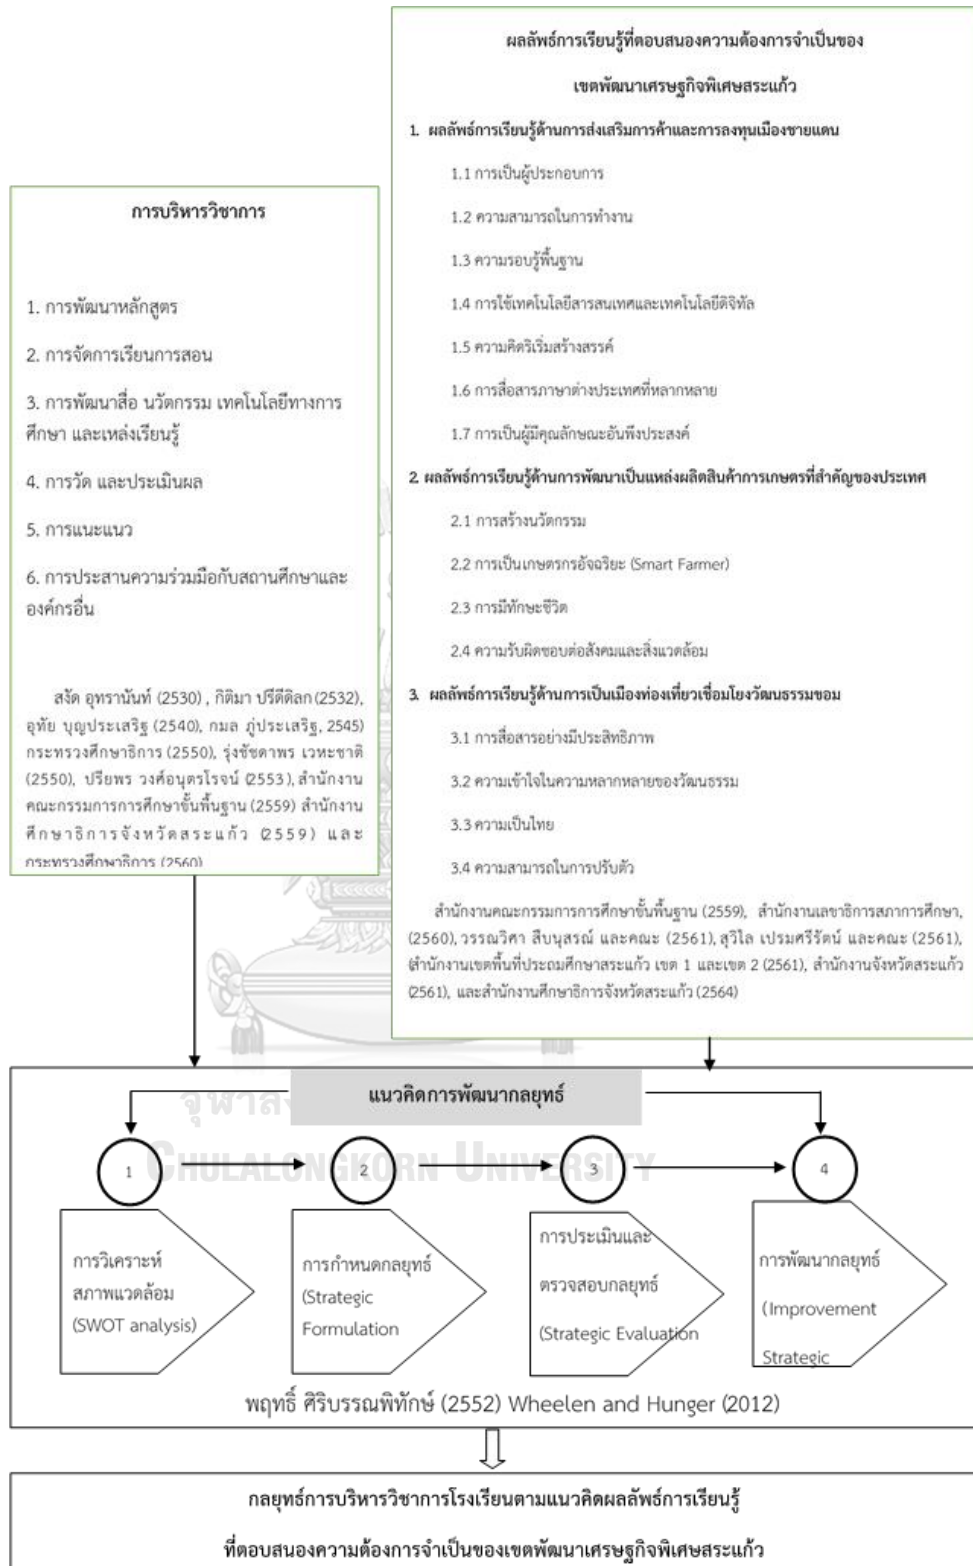 การบริหารวิชาการ
1. การพัฒนาหลักสูตร
2. การจัดการเรียนการสอน
3. การพัฒนาสื่อ นวัตกรรม เทคโนโลยีทางการ
ศึกษา และเหล่งเรียนรู้
4. การวัด และประเมินผล
5. การแนะแนว
6. การประสานความร่วมมือกับสถานศึกษาและ
องค์กรอื่น
สงัด อุทรานันท์ (2530) , กิติมา ปรีดีดิลก (2532),
อุทัย บุญประเสริฐ (2540), กมล ภู่ประเสริฐ, 2545)
กระทรวงศึกษาธิการ (2550), รุ่งชัชดาพร เวหะชาติ
(2550), ปรียพร วงศ์อนุตรโรจน์ (2553), สำนักงาน
คณะกรรมการการศึกษาขั้นพื้นฐาน (2559) สำนักงาน
ศึกษาธิการจังหวัดสระแก้ว (2559) และ
กระทรวงศึกษาธิการ (2560)
ผลลัพธ์การเรียนรู้ที่ตอบสนองความต้องการจำเป็นของ
เขตพัฒนาเศรษฐกิจพิเศษสระแก้ว
1. ผลลัพธ์การเรียนรู้ด้านการส่งเสริมการค้าและการลงทุนเมืองชายแดน
1.1 การเป็นผู้ประกอบการ
1.2 ความสามารถในการทำงาน
1.3 ความรอบรู้พื้นฐาน
1.4 การใช้เทคโนโลยีสารสนเทศและเทคโนโลยีดิจิทัล
1.5 ความคิดริเริ่มสร้างสรรค์
1.6 การสื่อสารภาษาต่างประเทศที่หลากหลาย
1.7 การเป็นผู้มีคุณลักษณะอันพึงประสงค์
2. ผลลัพธ์การเรียนรู้ด้านการพัฒนาเป็นแหล่งผลิตสินค้าการเกษตรที่สำคัญของประเทศ
2.1 การสร้างนวัตกรรม
2.2 การเป็นเกษตรกรอัจฉริยะ (Smart Farmer)
2.3 การมีทักษะชีวิต
2.4 ความรับผิดชอบต่อสังคมและสิ่งแวดล้อม
3. ผลลัพธ์การเรียนรู้ด้านการเป็นเมืองท่องเที่ยวเชื่อมโยงวัฒนธรรมขอม
3.1 การสื่อสารอย่างมีประสิทธิภาพ
3.2 ความเข้าใจในความหลากหลายของวัฒนธรรม
3.3 ความเป็นไทย
3.4 ความสามารถในการปรับตัว
สำนักงานคณะกรรมการการศึกษาขั้นพื้นฐาน (2559), สำนักงานเลขาธิการสภาการศึกษา,
(2560), วรรณวิศา สืบนุสรณ์ และคณะ (2561), สุวิไล เปรมศรีรัตน์ และคณะ (2561),
(สำนักงานเขตพื้นที่ประถมศึกษาสระแก้ว เขต 1 และเขต 2 (2561), สำนักงานจังหวัดสระแก้ว
(2561), และสำนักงานศึกษาธิการจังหวัดสระแก้ว (2564)
แนวคิดการพัฒนากลยุทธ์
CHULALONGKORN UNIVERSITY
1
2
3
4
การวิเคราะห์
สภาพแวดล้อม
(SWOT analysis)
การกำหนดกลยุทธ์
(Strategic
Formulation
การประเมินและ
ตรวจสอบกลยุทธ์
(Strategic Evaluation
การพัฒนากลยุทธ์
(Improvement
Strategic
พฤทธิ์ ศิริบรรณพิทักษ์ (2552) Wheelen and Hunger (2012)
กลยุทธ์การบริหารวิชาการโรงเรียนตามแนวคิดผลลัพธ์การเรียนรู้
ที่ตอบสนองความต้องการจำเป็นของเขตพัฒนาเศรษฐกิจพิเศษสระแก้ว